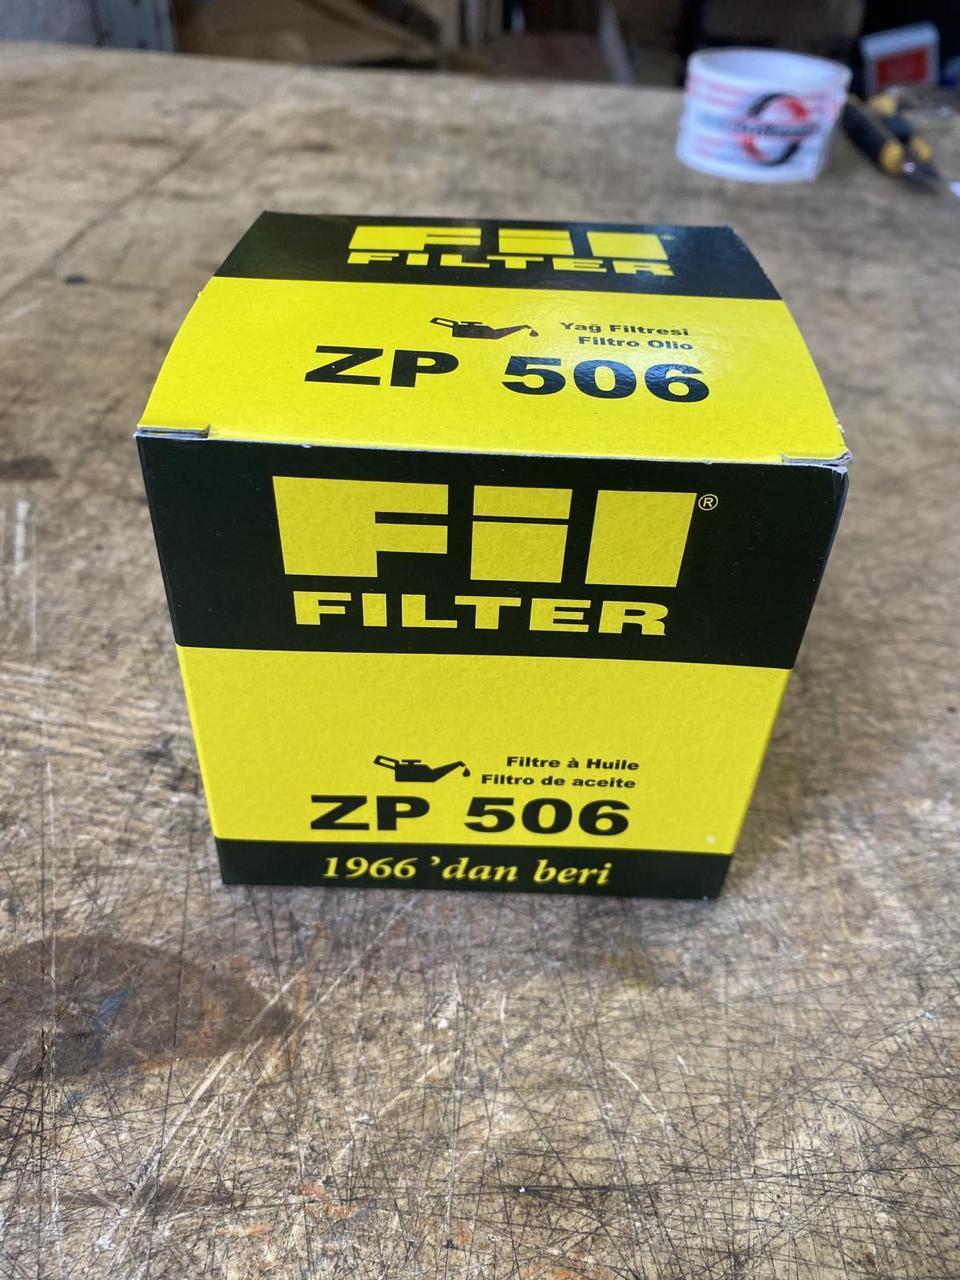 Fil
FILTER
Yağ Filtresi
Filtro Olio
ZP 506
Fil®
FILTER
Filtre à Huile
Filtro de aceite
ZP 506
1966 'dan beri